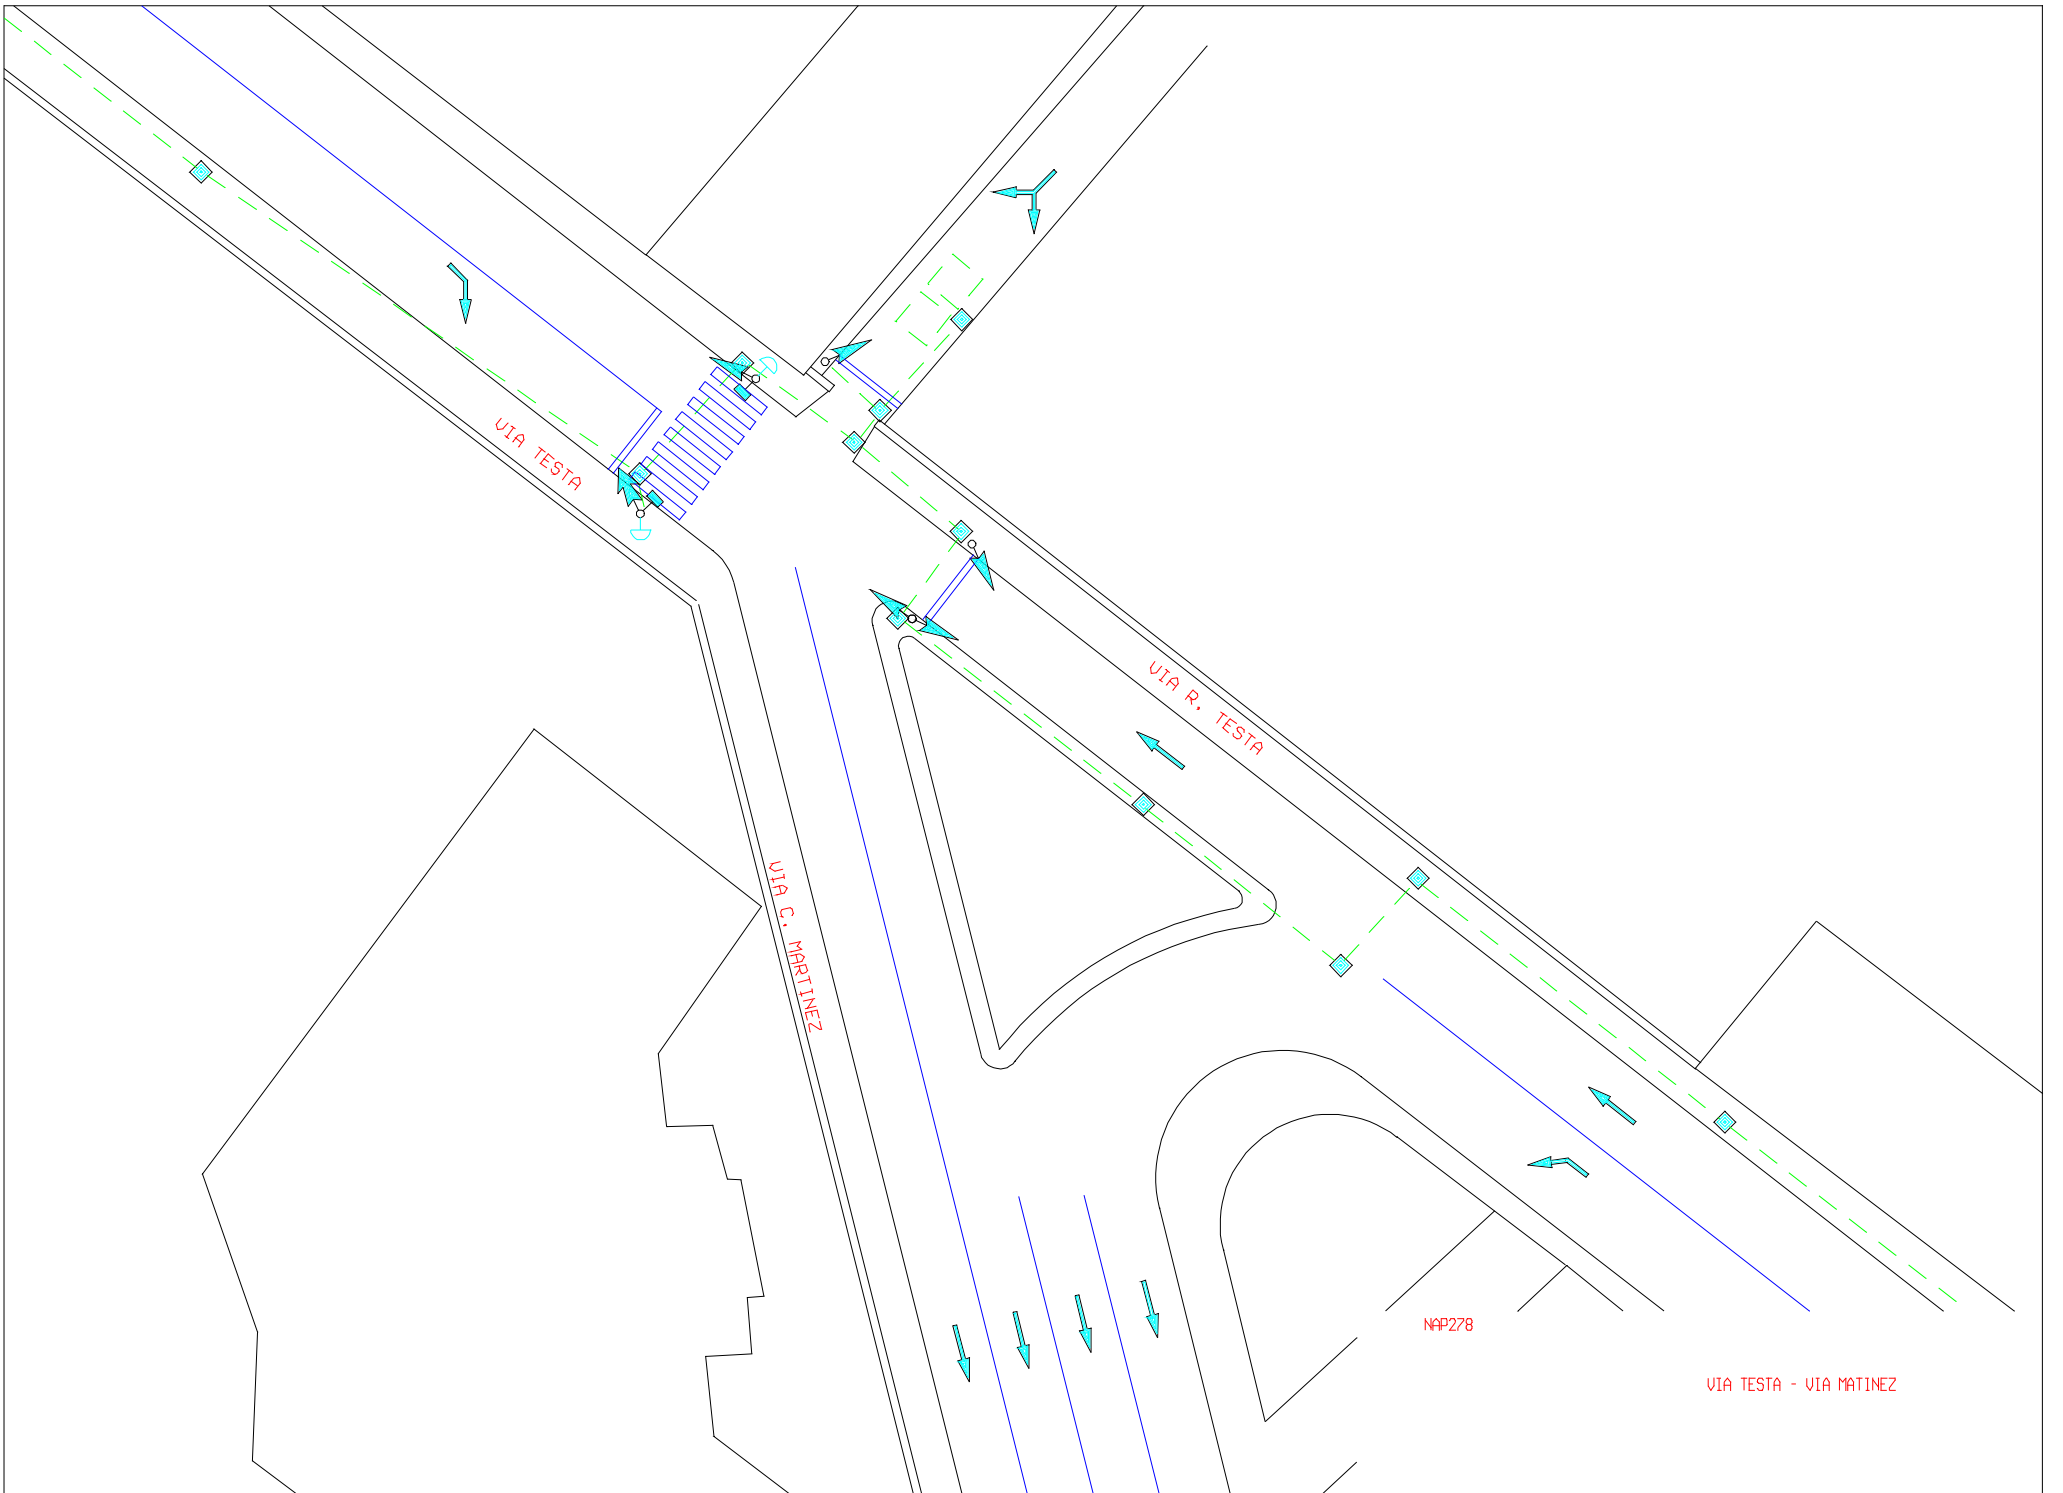 VIA TESTA
VIA R. TESTA
VIA C. MARTINEZ
NAP278
VIA TESTA - VIA MATINEZ